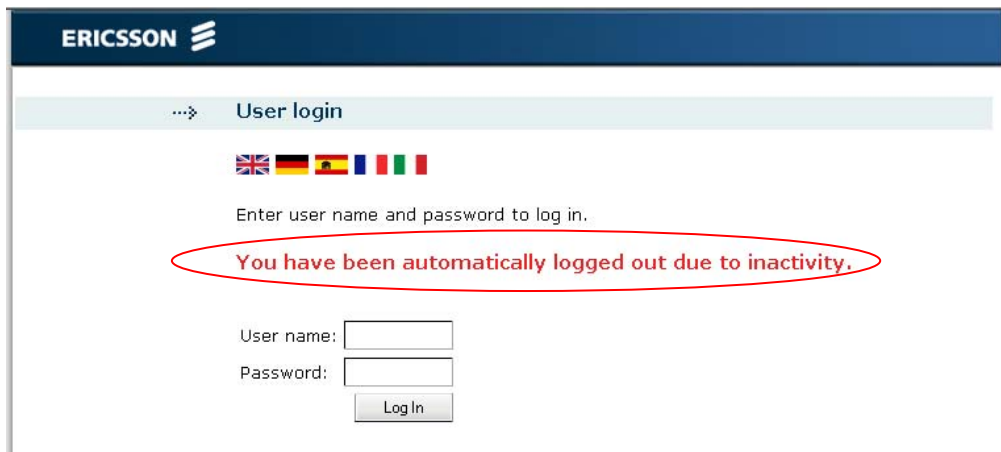 ERICSSON
User login
Enter user name and password to log in.
You have been automatically logged out due to inactivity.
User name:
Password:
Log In